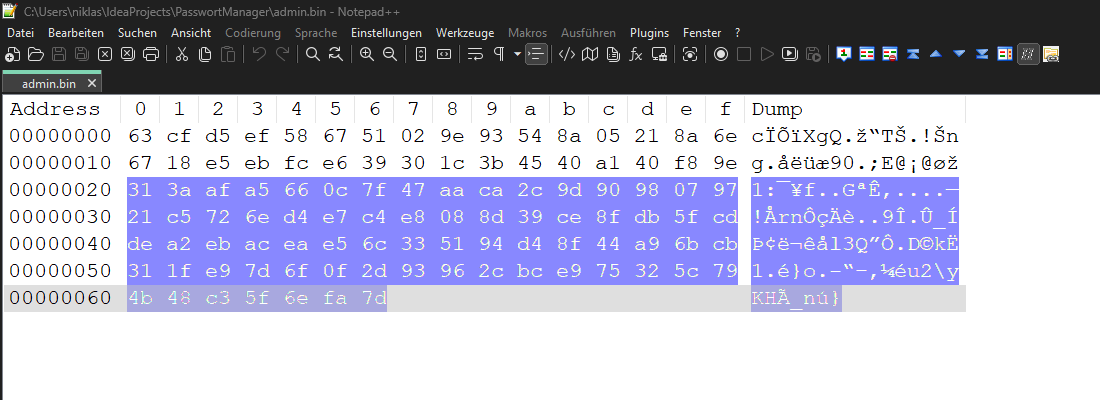 C:\Users\niklas\IdeaProjects\PasswortManager\admin.bin - Notepad++
Datei Bearbeiten Suchen Ansicht Codierung Sprache Einstellungen Werkzeuge Makros Ausführen Plugins Fenster ?
admin.bin
Address 0 1 2 3 4 5 6 7 8 9 a b c d e f Dump
00000000 63 cf d5 ef 58 67 51 02 9e 93 54 8a 05 21 8a 6e cÏÕïXgQ.ž“TŠ.!Šn
00000010 67 18 e5 eb fc e6 39 30 1c 3b 45 40 a1 40 f8 9e g.åëüæ90.;E@¡@øž
00000020 31 3a af a5 66 0c 7f 47 aa ca 2c 9d 90 98 07 97 1:¯¥f..GªÊ,....—
00000030 21 c5 72 6e d4 e7 c4 e8 08 8d 39 ce 8f db 5f cd !ÅrnÔçÄè..9Î.Û_Í
00000040 de a2 eb ac ea e5 6c 33 51 94 d4 8f 44 a9 6b cb Þ¢ë¬êål3Q”Ô.D©kË
00000050 31 1f e9 7d 6f 0f 2d 93 96 2c bc e9 75 32 5c 79 1.é}o.-“–,¼éu2\y
00000060 4b 48 c3 5f 6e fa 7d KHÃ_nú}